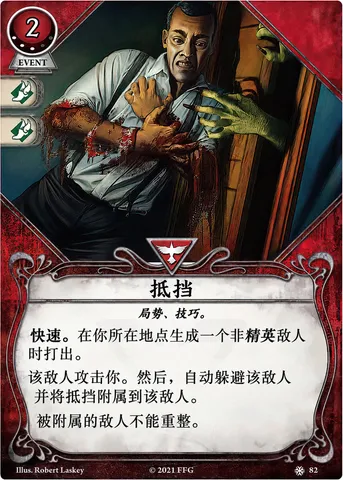 2
EVENT
抵挡
局势、技巧。
快速。在你所在地点生成一个非精英敌人
时打出。
该敌人攻击你。然后，自动躲避该敌人
并将抵挡附属到该敌人。
被附属的敌人不能重整。
Illus. Robert Laskey © 2021 FFG 82